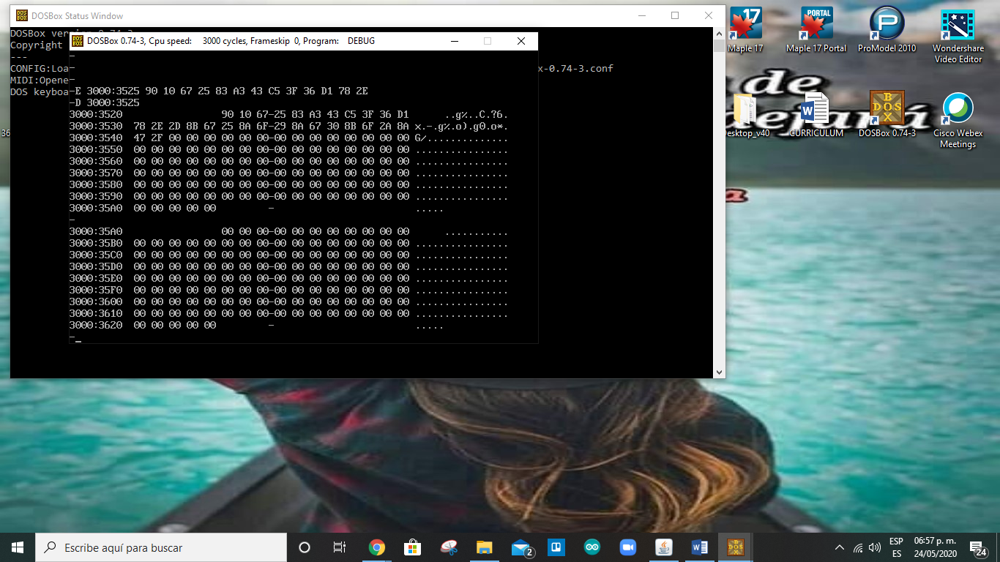 DOSBox Status Window
DOSBox version 0.74-3
Copyright
---
CONFIG:Loa
x-0.74-3.conf
MIDI:Opene
DOS keyboa
DOSBox 0.74-3, Cpu speed: 3000 cycles, Frameskip 0, Program: DEBUG
-
-
-
-E 3000:3525 90 10 67 25 83 A3 43 C5 3F 36 D1 78 2E
-D 3000:3525
3000:3520 90 10 67-25 83 A3 43 C5 3F 36 D1 ..g%..C.?6.
3000:3530 78 2E 2D 8B 67 25 8A 6F-29 8A 67 30 8B 6F 2A 8A x.-.g%.o).g0.o*.
3000:3540 47 2F 00 00 00 00 00 00-00 00 00 00 00 00 00 00 G/..............
3000:3550 00 00 00 00 00 00 00 00-00 00 00 00 00 00 00 00 ................
3000:3560 00 00 00 00 00 00 00 00-00 00 00 00 00 00 00 00 ................
3000:3570 00 00 00 00 00 00 00 00-00 00 00 00 00 00 00 00 ................
3000:3580 00 00 00 00 00 00 00 00-00 00 00 00 00 00 00 00 ................
3000:3590 00 00 00 00 00 00 00 00-00 00 00 00 00 00 00 00 ................
3000:35A0 00 00 00 00 00 - .....
-
3000:35A0 00 00 00-00 00 00 00 00 00 00 00 ...........
3000:35B0 00 00 00 00 00 00 00 00-00 00 00 00 00 00 00 00 ................
3000:35C0 00 00 00 00 00 00 00 00-00 00 00 00 00 00 00 00 ................
3000:35D0 00 00 00 00 00 00 00 00-00 00 00 00 00 00 00 00 ................
3000:35E0 00 00 00 00 00 00 00 00-00 00 00 00 00 00 00 00 ................
3000:35F0 00 00 00 00 00 00 00 00-00 00 00 00 00 00 00 00 ................
3000:3600 00 00 00 00 00 00 00 00-00 00 00 00 00 00 00 00 ................
3000:3610 00 00 00 00 00 00 00 00-00 00 00 00 00 00 00 00 ................
3000:3620 00 00 00 00 00 - .....
-_
17
PORTAL
Maple 17
Maple 17 Portal
ProModel 2010
Wondershare
Video Editor
a de
dejará
a
36
Desktop_v40
CURRICULUM
DOSBox 0.74-3
Cisco Webex
Meetings
Escribe aquí para buscar
2
ESP
ES
06:57 p. m.
24/05/2020
24